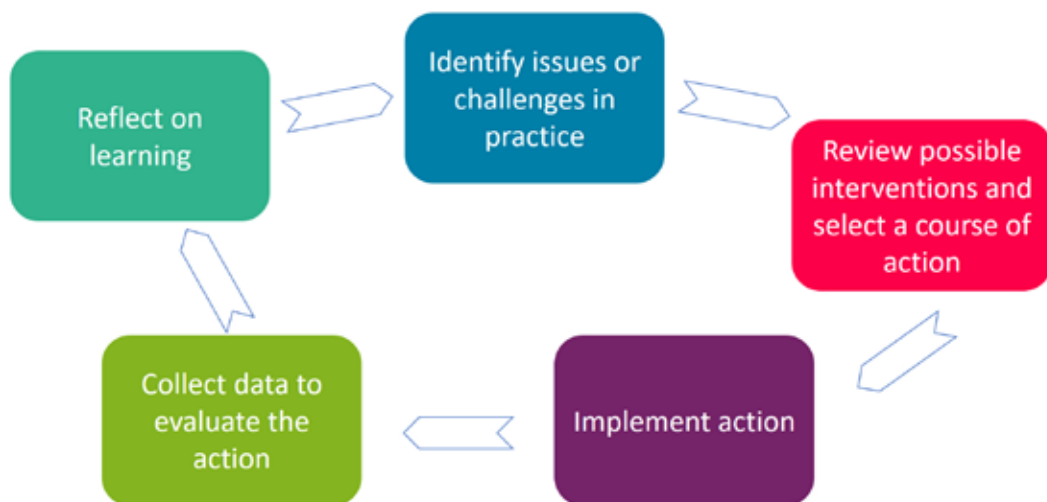 Identify issues or
challenges in
practice
Review possible
interventions and
select a course of
action
Implement action
Collect data to
evaluate the
action
Reflect on
learning